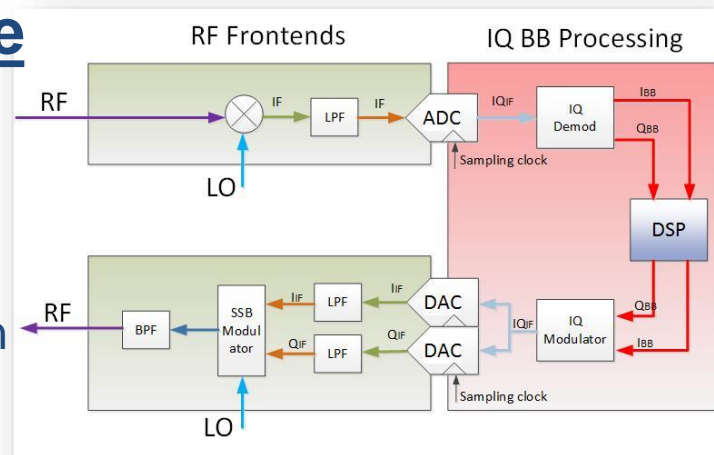 e
RF Frontends
IQ BB Processing
RF
IF
LPF
IF
ADC
IQIF
IQ
Demod
IBB
QBB
LO
Sampling clock
DSP
RF
n
BPF
SSB
Modul
ator
IIF
LPF
IIF
DAC
QIF
LPF
QIF
DAC
IQIF
IQ
Modulator
QBB
IBB
LO
Sampling clock